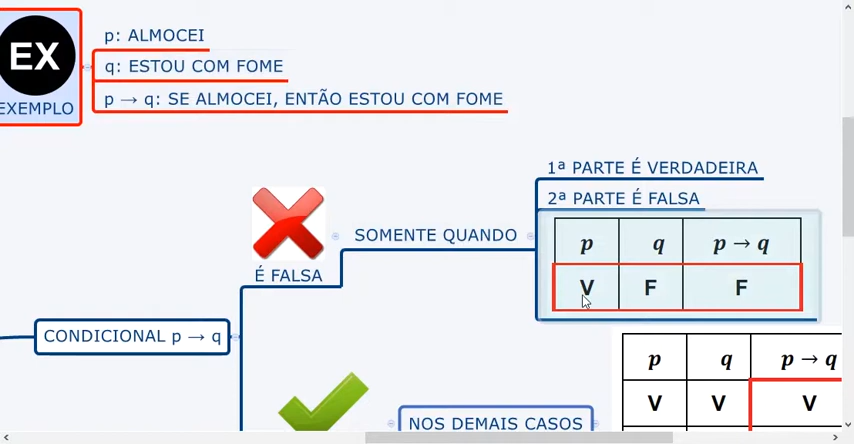 EX
EXEMPLO
p: ALMOCEI
q: ESTOU COM FOME
p → q: SE ALMOCEI, ENTÃO ESTOU COM FOME
1ª PARTE É VERDADEIRA
2ª PARTE É FALSA
SOMENTE QUANDO
p q p → q
V F F
É FALSA
CONDICIONAL p → q
p q p → q
V V V
NOS DEMAIS CASOS